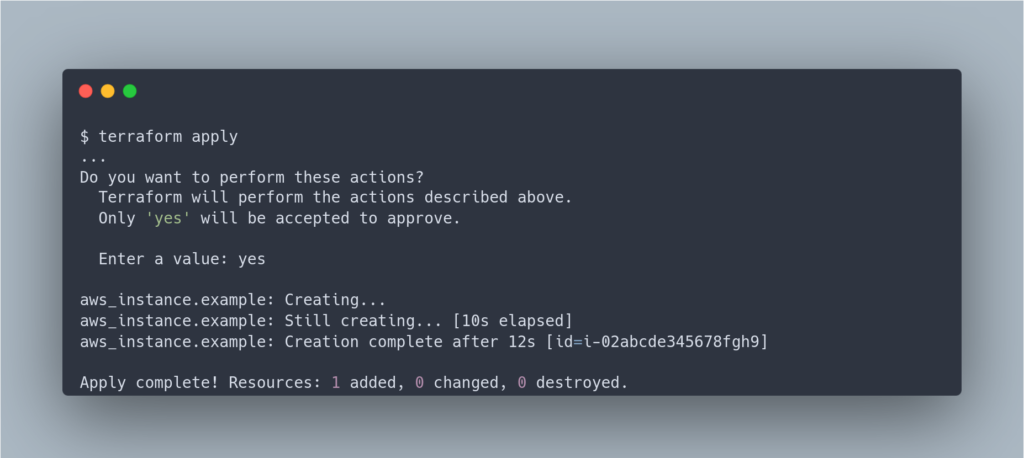 $ terraform apply
...
Do you want to perform these actions?
  Terraform will perform the actions described above.
  Only 'yes' will be accepted to approve.

  Enter a value: yes

aws_instance.example: Creating...
aws_instance.example: Still creating... [10s elapsed]
aws_instance.example: Creation complete after 12s [id=i-02abcde345678fgh9]

Apply complete! Resources: 1 added, 0 changed, 0 destroyed.